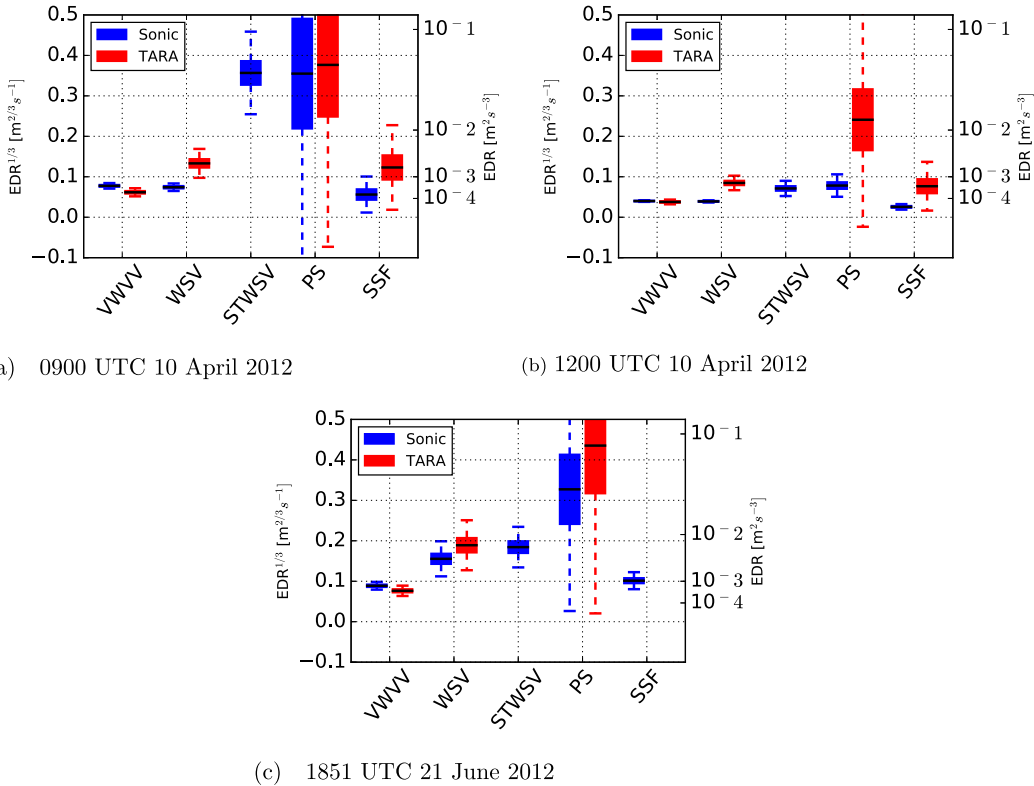 0.5
0.4
0.3
0.2
0.1
0.0
−0.1
EDR^{1/3} [m^{2/3}s^{−1}]
Sonic
TARA
10^{−1}
10^{−2}
10^{−3}
10^{−4}
EDR [m^2s^{−3}]
VWVV
WSV
STWSV
PS
SSF
a) 0900 UTC 10 April 2012
0.5
0.4
0.3
0.2
0.1
0.0
−0.1
EDR^{1/3} [m^{2/3}s^{−1}]
Sonic
TARA
10^{−1}
10^{−2}
10^{−3}
10^{−4}
EDR [m^2s^{−3}]
VWVV
WSV
STWSV
PS
SSF
(b) 1200 UTC 10 April 2012
0.5
0.4
0.3
0.2
0.1
0.0
−0.1
EDR^{1/3} [m^{2/3}s^{−1}]
Sonic
TARA
10^{−1}
10^{−2}
10^{−3}
10^{−4}
EDR [m^2s^{−3}]
VWVV
WSV
STWSV
PS
SSF
(c) 1851 UTC 21 June 2012